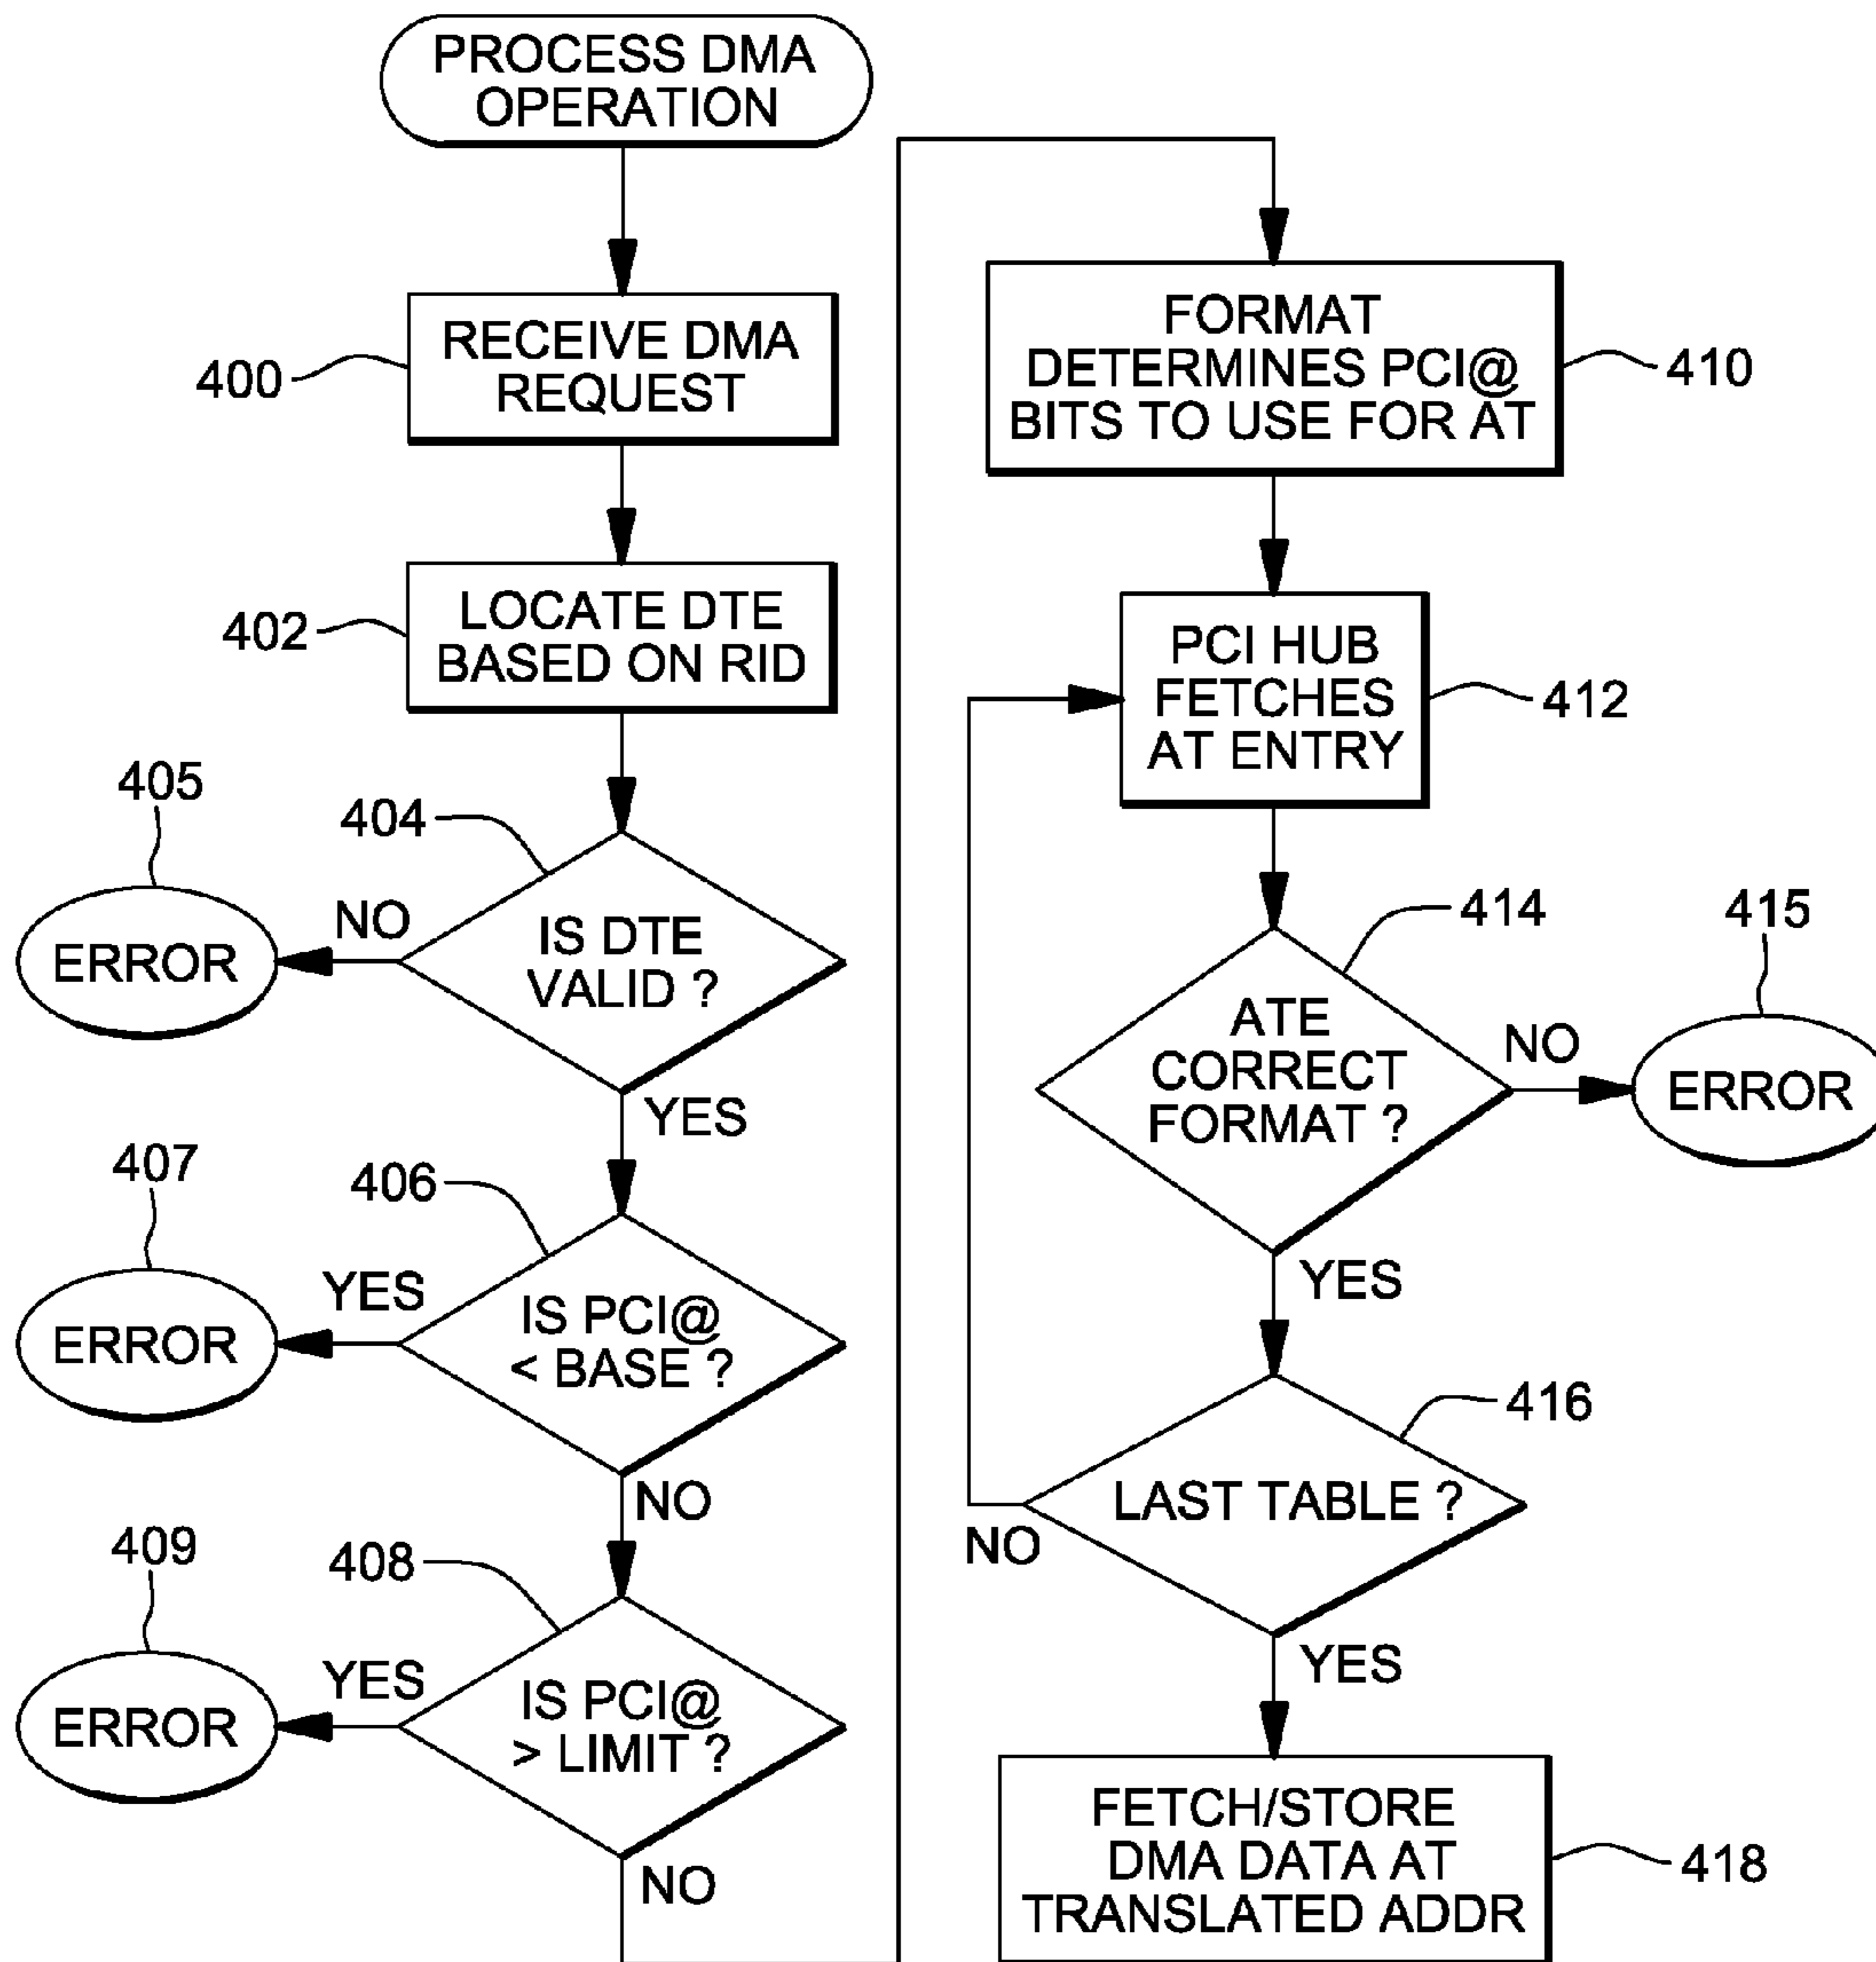 PROCESS DMA
OPERATION
400
RECEIVE DMA
REQUEST
402
LOCATE DTE
BASED ON RID
404
IS DTE
VALID ?
NO
405
ERROR
YES
406
IS PCI@
< BASE ?
YES
407
ERROR
NO
408
IS PCI@
> LIMIT ?
YES
409
ERROR
NO
FORMAT
DETERMINES PCI@
BITS TO USE FOR AT
410
PCI HUB
FETCHES
AT ENTRY
412
414
ATE
CORRECT
FORMAT ?
NO
415
ERROR
YES
416
LAST TABLE ?
NO
YES
FETCH/STORE
DMA DATA AT
TRANSLATED ADDR
418